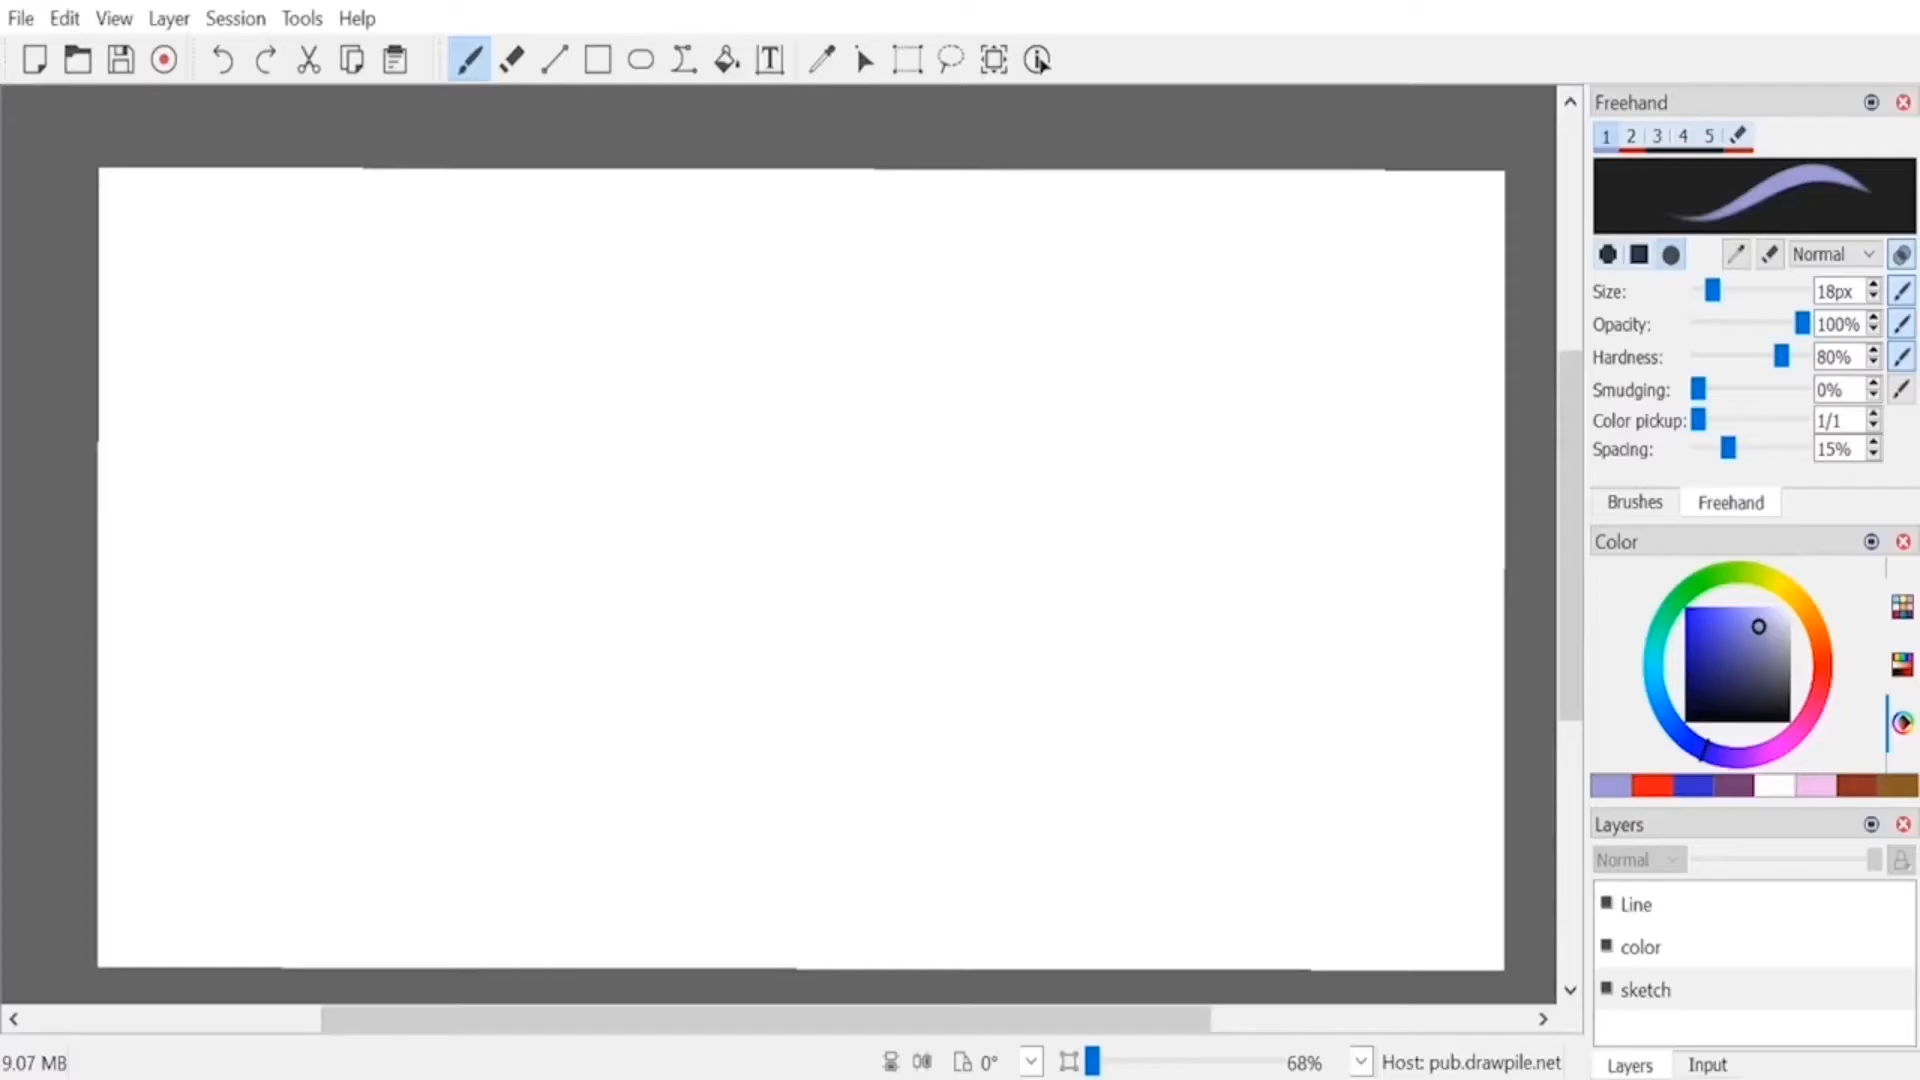 File Edit View Layer Session Tools Help
T
Freehand
1 2 3 4 5
Normal
Size: 18px
Opacity: 100%
Hardness: 80%
Smudging: 0%
Color pickup: 1/1
Spacing: 15%
Brushes Freehand
Color
Layers
Normal
Line
color
sketch
9.07 MB 0° 68% Host: pub.drawpile.net
Layers Input